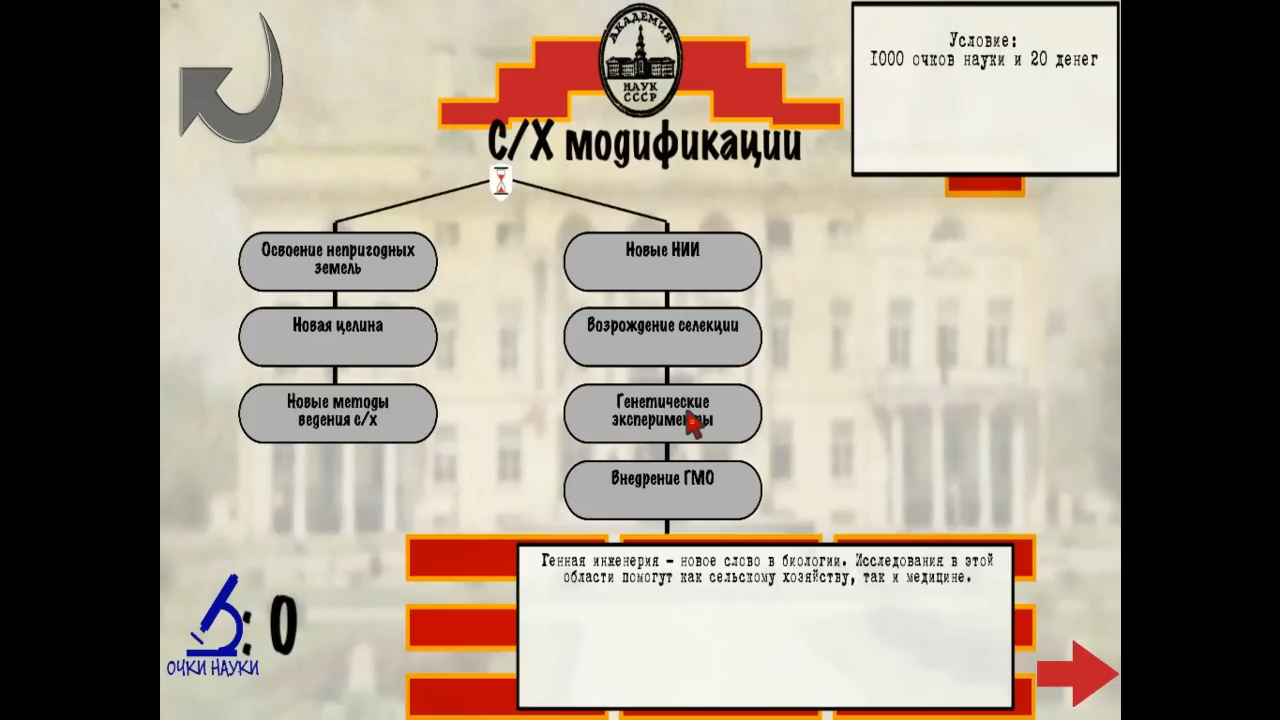 АКАДЕМИЯ
НАУК
СССР
С/Х модификации
Условие:
1000 очков науки и 20 денег
Освоение непригодных
земель
Новая целина
Новые методы
ведения с/х
Новые НИИ
Возрождение селекции
Генетические
эксперименты
Внедрение ГМО
Генная инженерия – новое слово в биологии. Исследования в этой
области помогут как сельскому хозяйству, так и медицине.
: 0
ОЧКИ НАУКИ